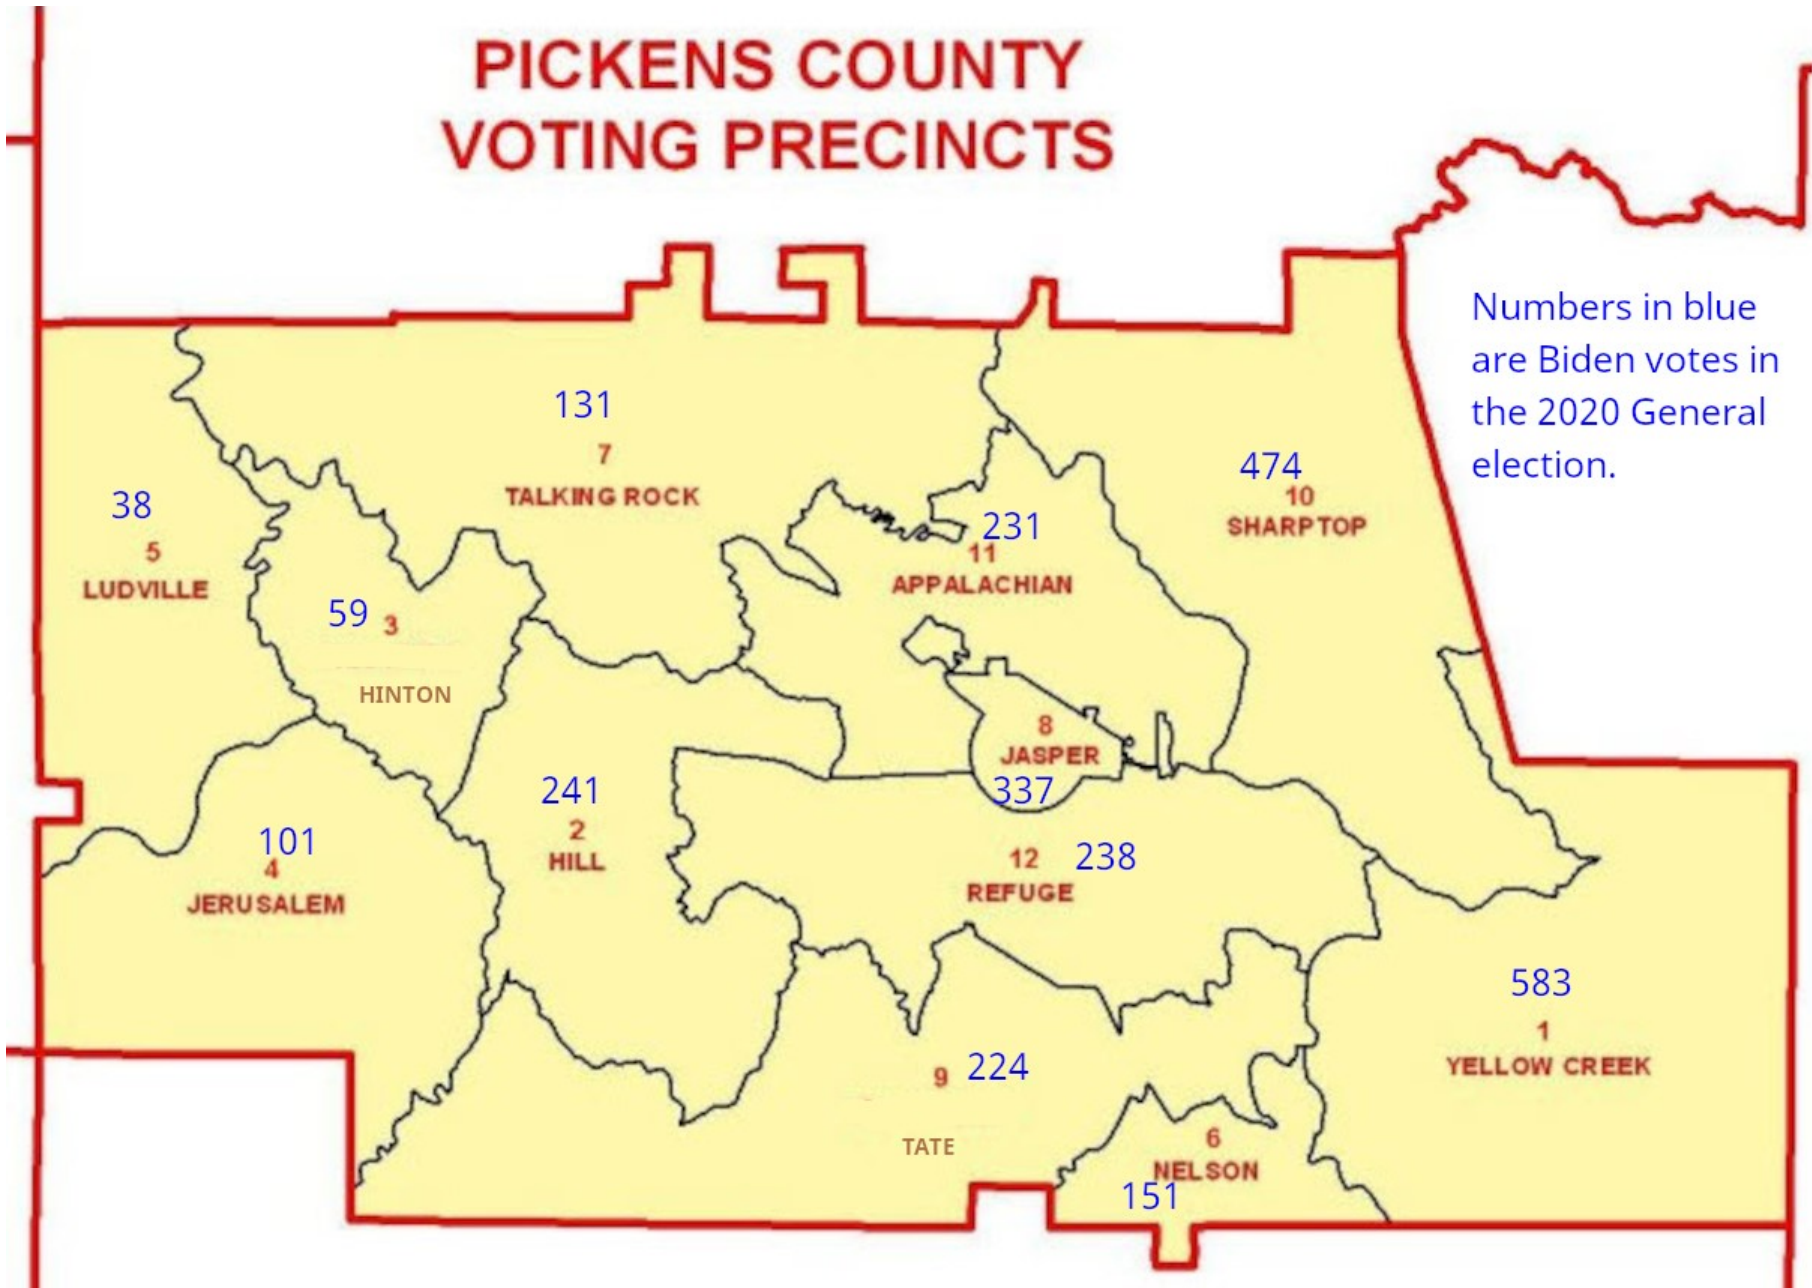 PICKENS COUNTY
VOTING PRECINCTS
Numbers in blue
are Biden votes in
the 2020 General
election.
131
7
TALKING ROCK
474
10
SHARPTOP
38
5
LUDVILLE
231
11
APPALACHIAN
59 3
HINTON
8
JASPER
337
241
2
HILL
101
4
JERUSALEM
12 238
REFUGE
583
1
YELLOW CREEK
9 224
TATE
6
NELSON
151